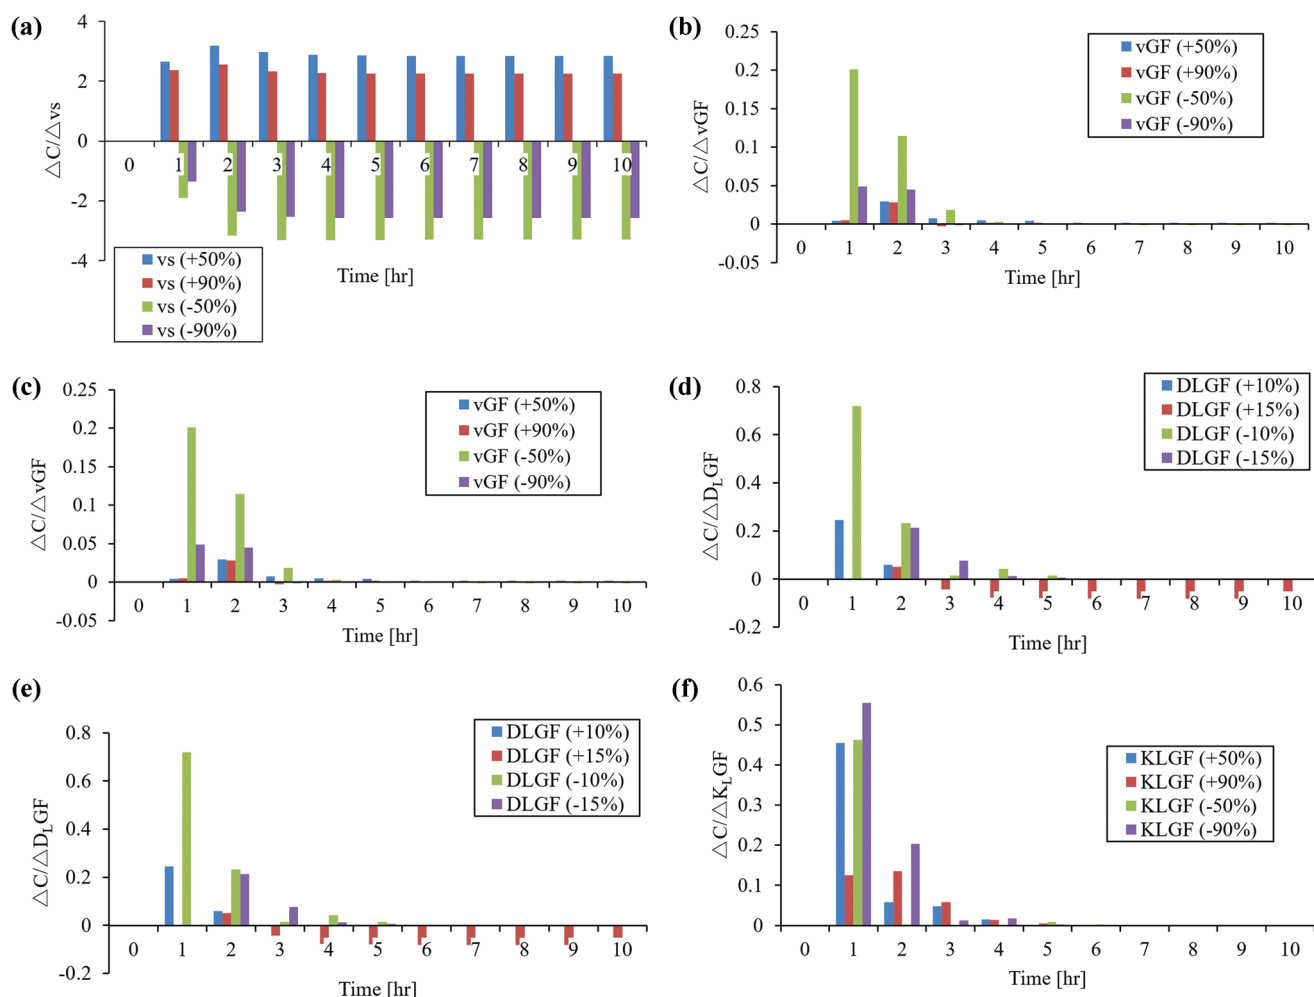 (a)
4
2
0
-2
-4
△C/△vs
0 1 2 3 4 5 6 7 8 9 10
Time [hr]
vs (+50%)
vs (+90%)
vs (-50%)
vs (-90%)
(b)
0.25
0.2
0.15
0.1
0.05
0
-0.05
△C/△vGF
0 1 2 3 4 5 6 7 8 9 10
Time [hr]
vGF (+50%)
vGF (+90%)
vGF (-50%)
vGF (-90%)
(c)
0.25
0.2
0.15
0.1
0.05
0
-0.05
△C/△vGF
0 1 2 3 4 5 6 7 8 9 10
Time [hr]
vGF (+50%)
vGF (+90%)
vGF (-50%)
vGF (-90%)
(d)
0.8
0.6
0.4
0.2
0
-0.2
△C/△DLGF
0 1 2 3 4 5 6 7 8 9 10
Time [hr]
DLGF (+10%)
DLGF (+15%)
DLGF (-10%)
DLGF (-15%)
(e)
0.8
0.6
0.4
0.2
0
-0.2
△C/△DLGF
0 1 2 3 4 5 6 7 8 9 10
Time [hr]
DLGF (+10%)
DLGF (+15%)
DLGF (-10%)
DLGF (-15%)
(f)
0.6
0.5
0.4
0.3
0.2
0.1
0
△C/△KLGF
0 1 2 3 4 5 6 7 8 9 10
Time [hr]
KLGF (+50%)
KLGF (+90%)
KLGF (-50%)
KLGF (-90%)